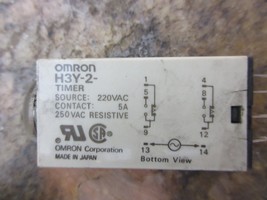 OMRON
H3Y-2-
TIMER
SOURCE: 220VAC
CONTACT: 5A
250VAC RESISTIVE
OMRON Corporation
MADE IN JAPAN
1 4
5 8
9 12
13 14
Bottom View